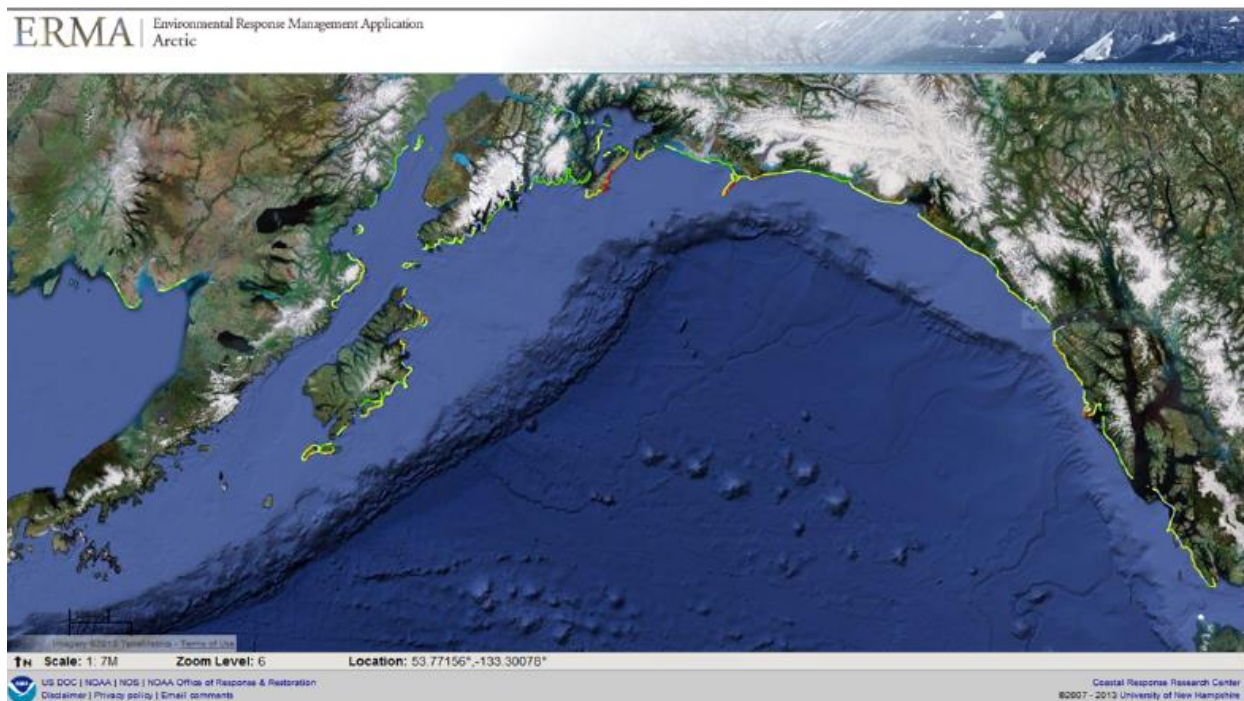 ERMA
Environmental Response Management Application
Arctic
Imagery ©2013 TerraMetrics - Terms of Use
N Scale: 1: 7M Zoom Level: 6 Location: 53.77156°,-133.30078°
US DOC | NOAA | NOS | NOAA Office of Response & Restoration
Disclaimer | Privacy policy | Email comments
Coastal Response Research Center
©2007 - 2013 University of New Hampshire